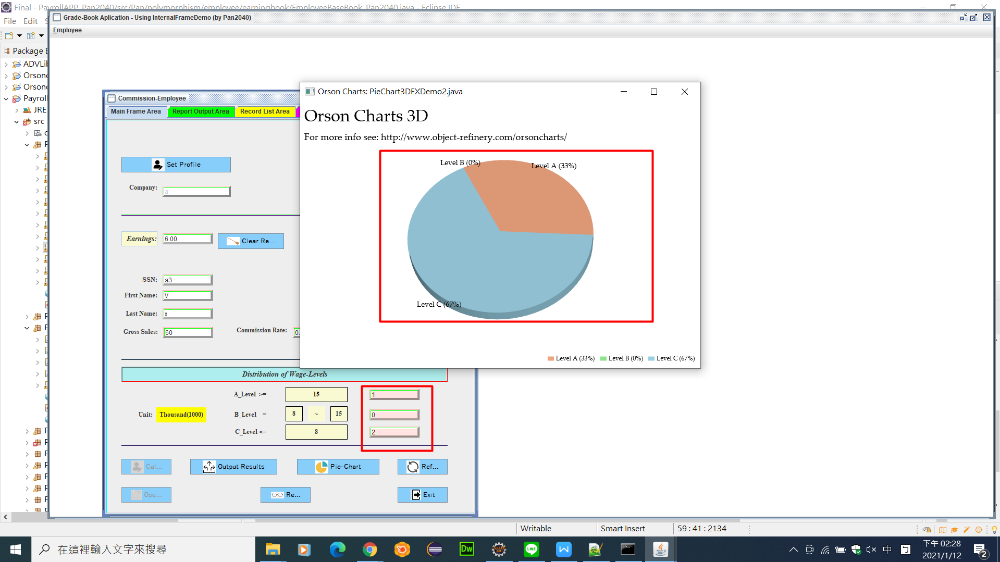 Final - PayrollAPP_Pan2040/src/Pan/polymorphism/employee/earningbook/EmployeeBaseBook_Pan2040.java - Eclipse IDE
File Edit
Grade-Book Aplication - Using InternalFrameDemo (by Pan2040)
Employee
Package
Payroll
JRE
src
Commission-Employee
Main Frame Area Report Output Area Record List Area
Set Profile
Company: a
Earnings: 6.00 Clear Re...
SSN: a3
First Name: V
Last Name: x
Gross Sales: 60 Commission Rate: 0.
Distribution of Wage-Levels
A_Level >= 15 1
Unit: Thousand(1000) B_Level = 8 ~ 15 0
C_Level <= 8 2
Cal... Output Results Pie-Chart Ref...
Ope... Re... Exit
Orson Charts: PieChart3DFXDemo2.java
Orson Charts 3D
For more info see: http://www.object-refinery.com/orsoncharts/
Level B (0%) Level A (33%)
Level C (67%)
Level A (33%) Level B (0%) Level C (67%)
Writable Smart Insert 59 : 41 : 2134
在這裡輸入文字來搜尋
Dw
LINE
中
下午 02:28
2021/1/12
2